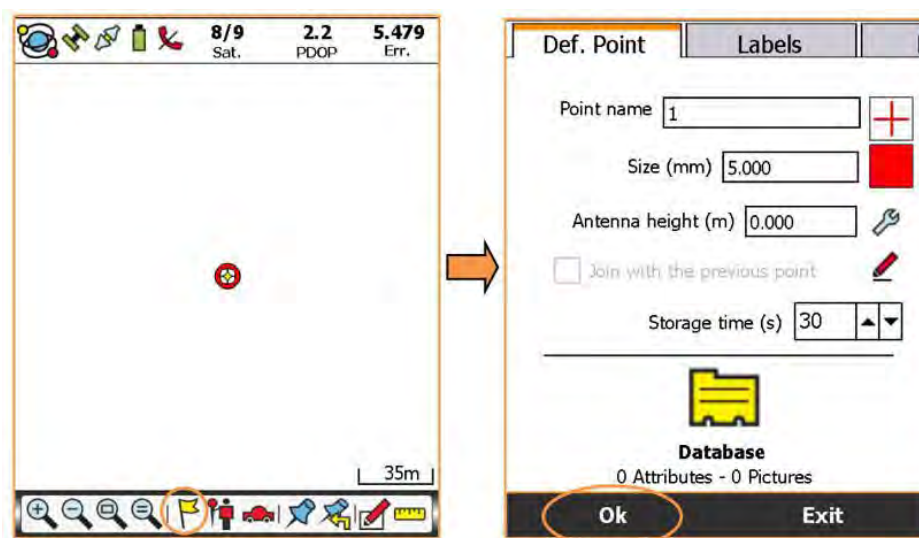 8/9 2.2 5.479
Sat. PDOP Err.
35m
Def. Point Labels
Point name 1
Size (mm) 5.000
Antenna height (m) 0.000
Join with the previous point
Storage time (s) 30
Database
0 Attributes - 0 Pictures
Ok Exit